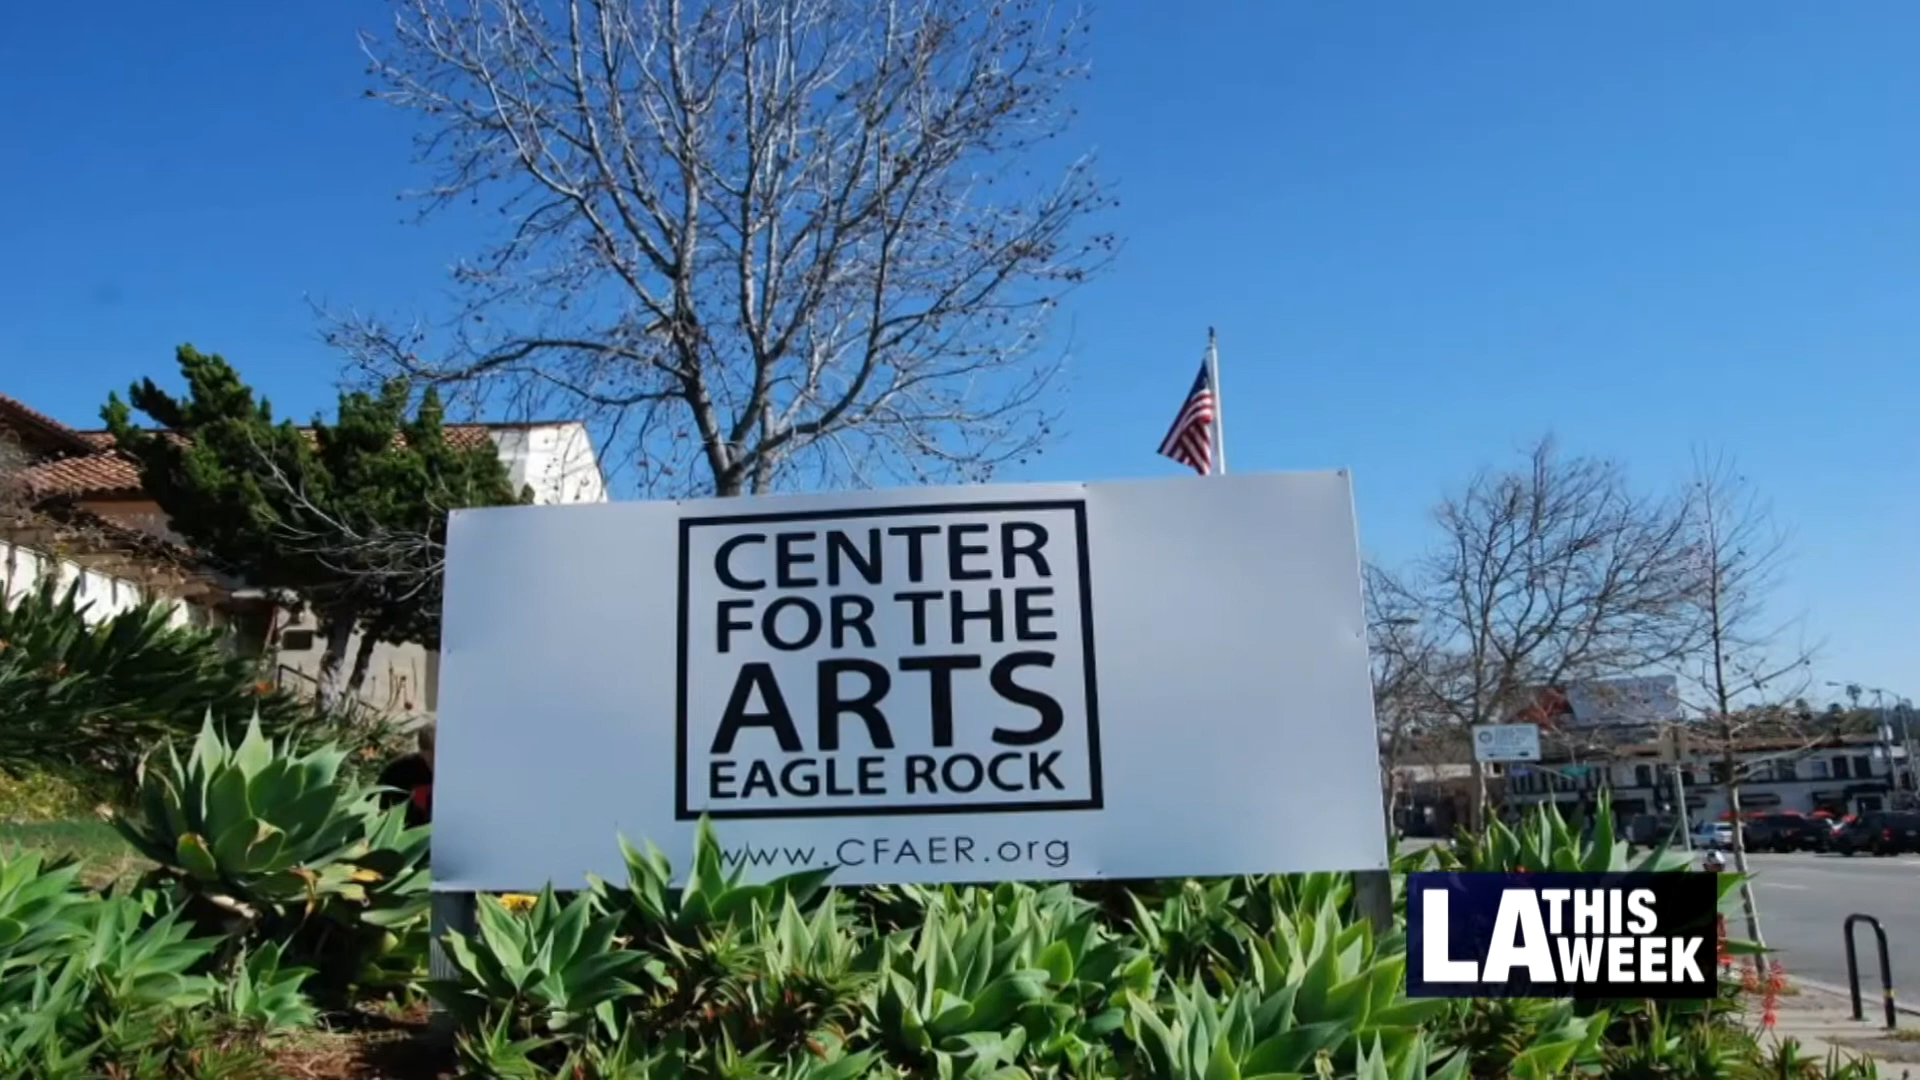 CENTER
FOR THE
ARTS
EAGLE ROCK
www.CFAER.org
LA THIS
WEEK